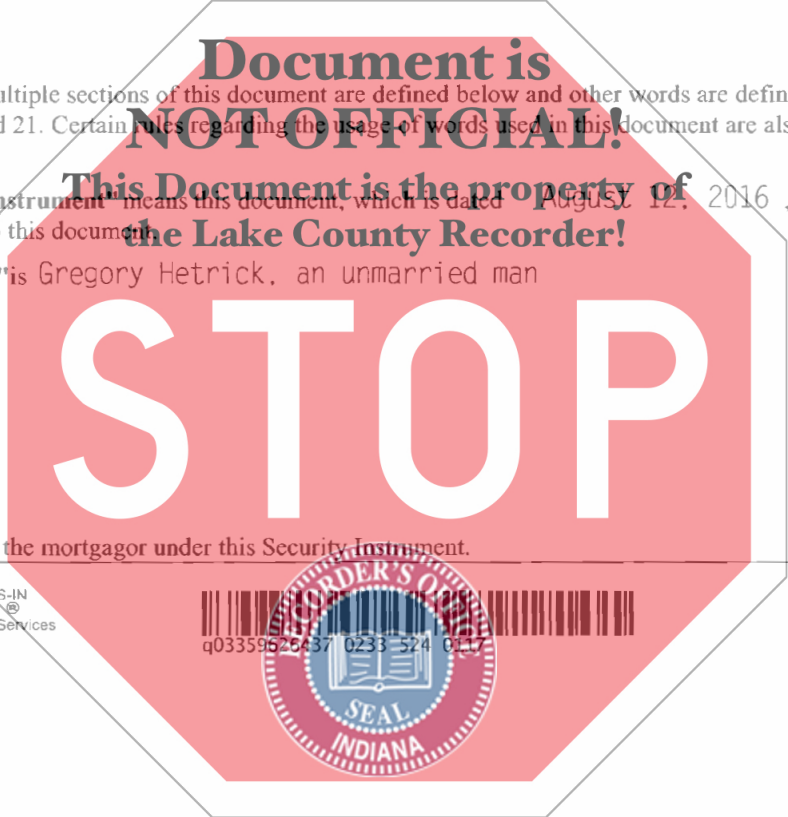 Document is
ultiple sections of this document are defined below and other words are defin
NOT OFFICIAL!
d 21. Certain rules regarding the usage of words used in this document are als
This Document is the property of
nstrument" means this document, which is dated August 12, 2016 ,
the Lake County Recorder!
this document.
" is Gregory Hetrick, an unmarried man
STOP
the mortgagor under this Security Instrument.
S-IN
®
Services
q03359626437 0233 524 0117
RECORDER'S OFFICE
SEAL
INDIANA